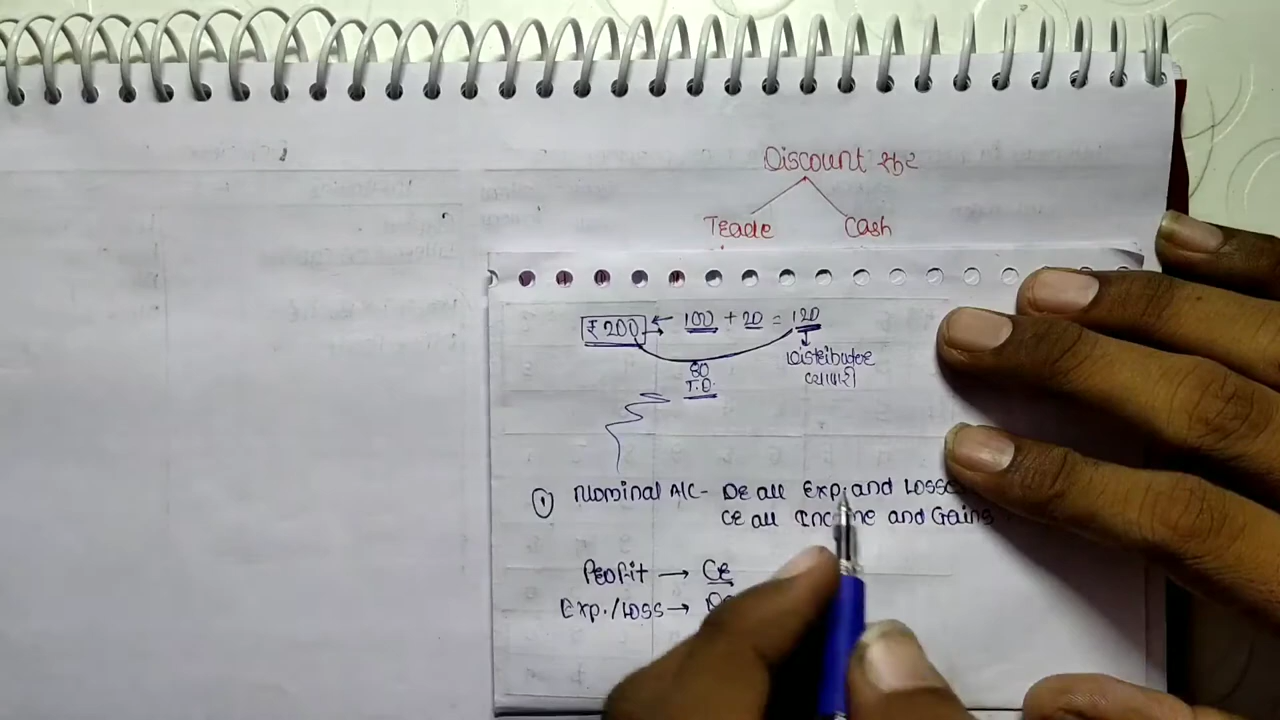 Discount
Trade Cash
₹200 100 + 20 = 120
80
T.D.
Distributor
व्यापारी
① Nominal A/C - Dr all Exp. and Losse
Cr all Income and Gains
Profit → Cr
Exp./Loss →